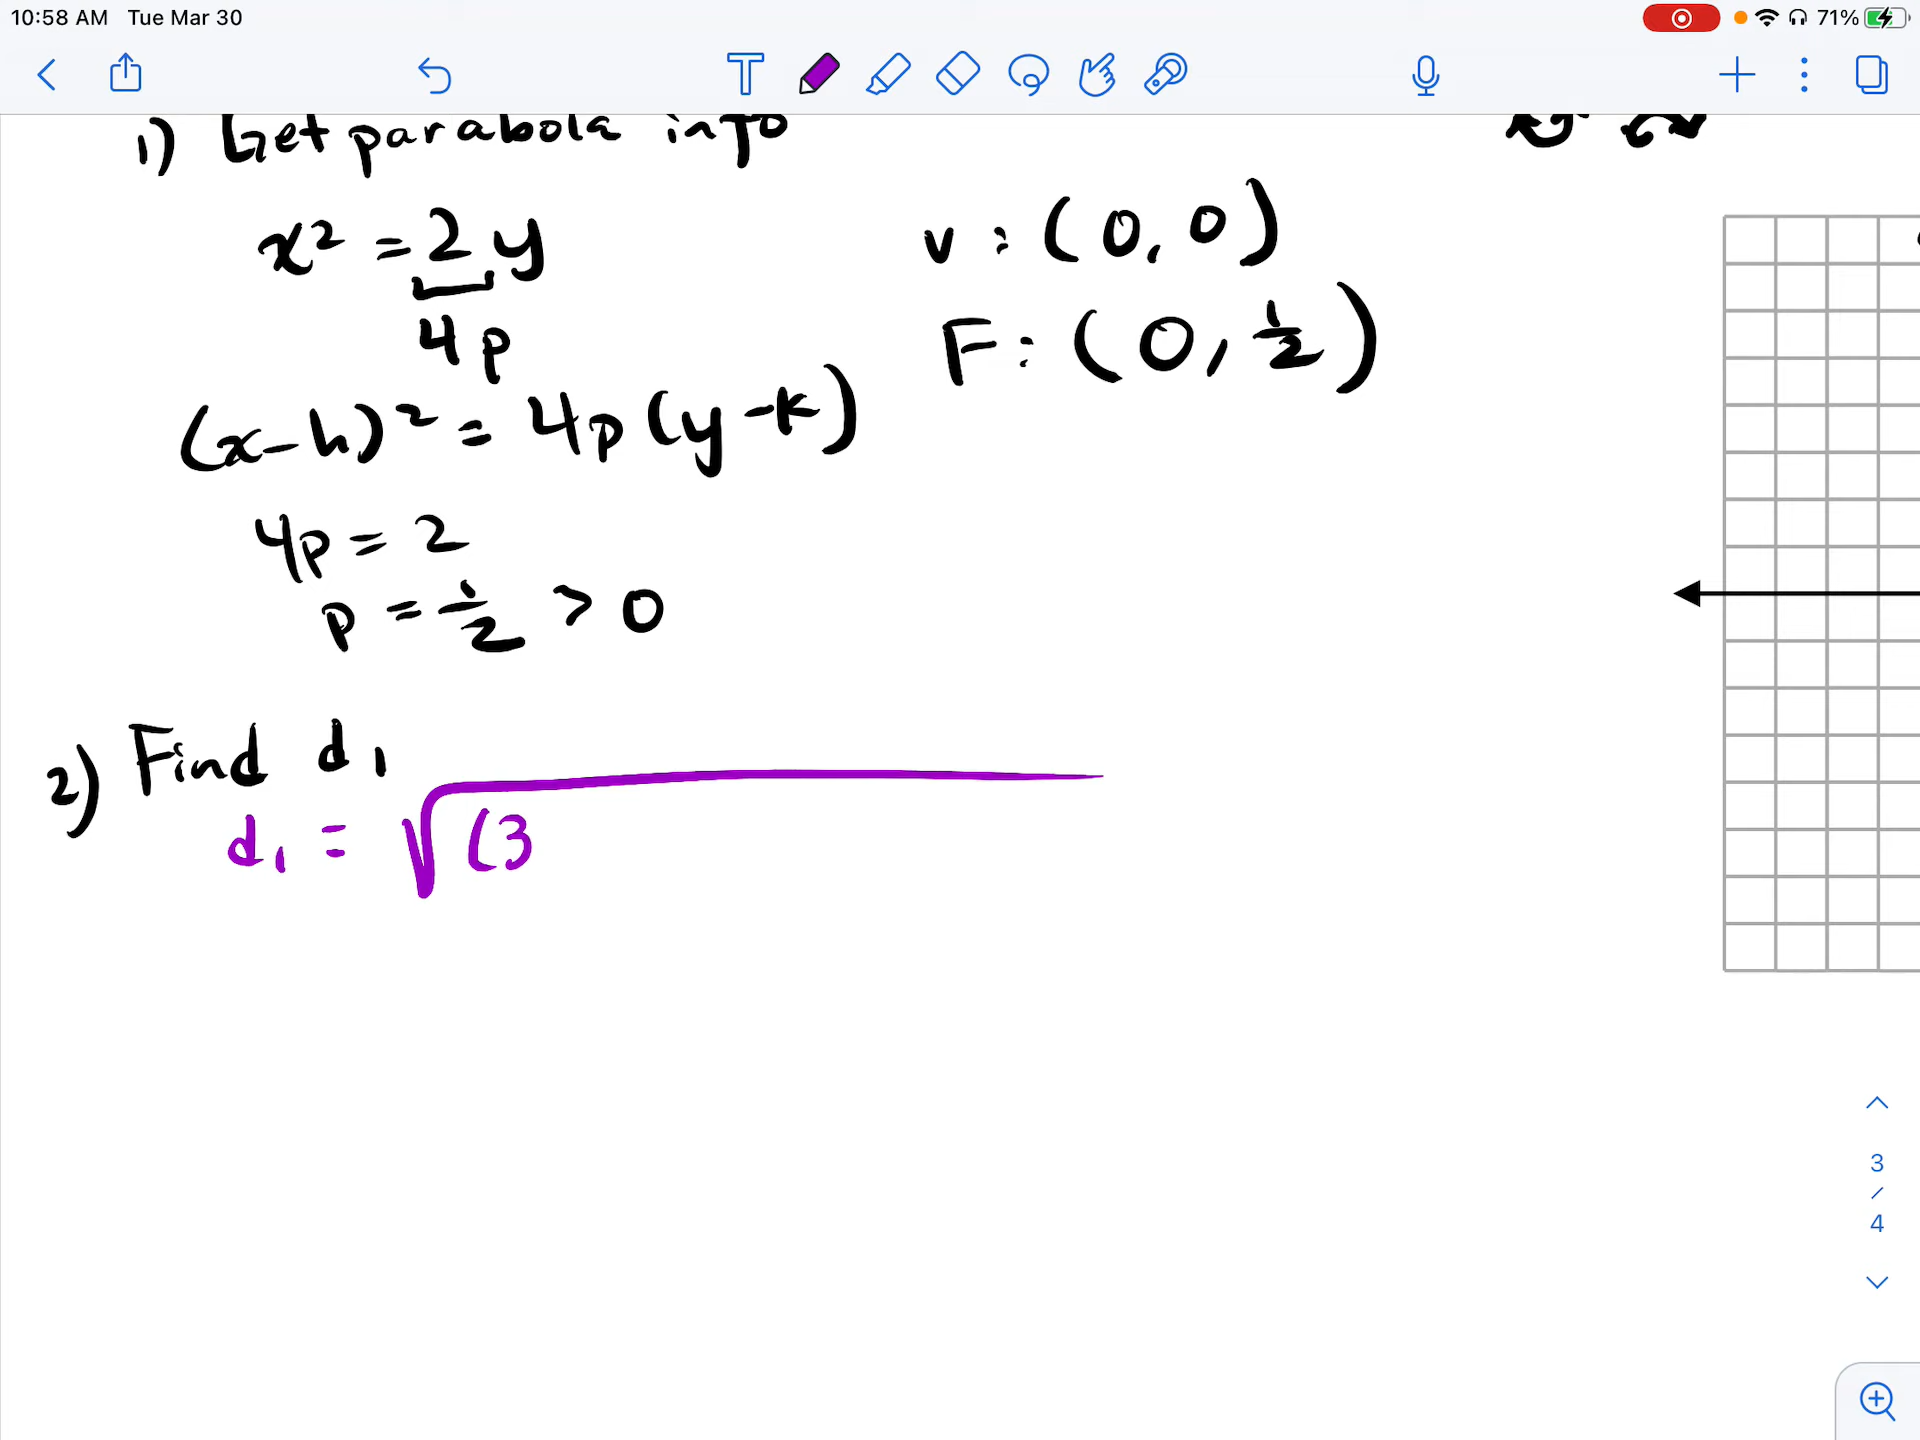 10:58 AM Tue Mar 30
71%
T
1) Get parabola info
x² = 2y
4p
(x-h)² = 4p(y-k)
4p = 2
p = 1/2 > 0
v: (0, 0)
F: (0, 1/2)
2) Find d₁
d₁ = √(3
3
/
4